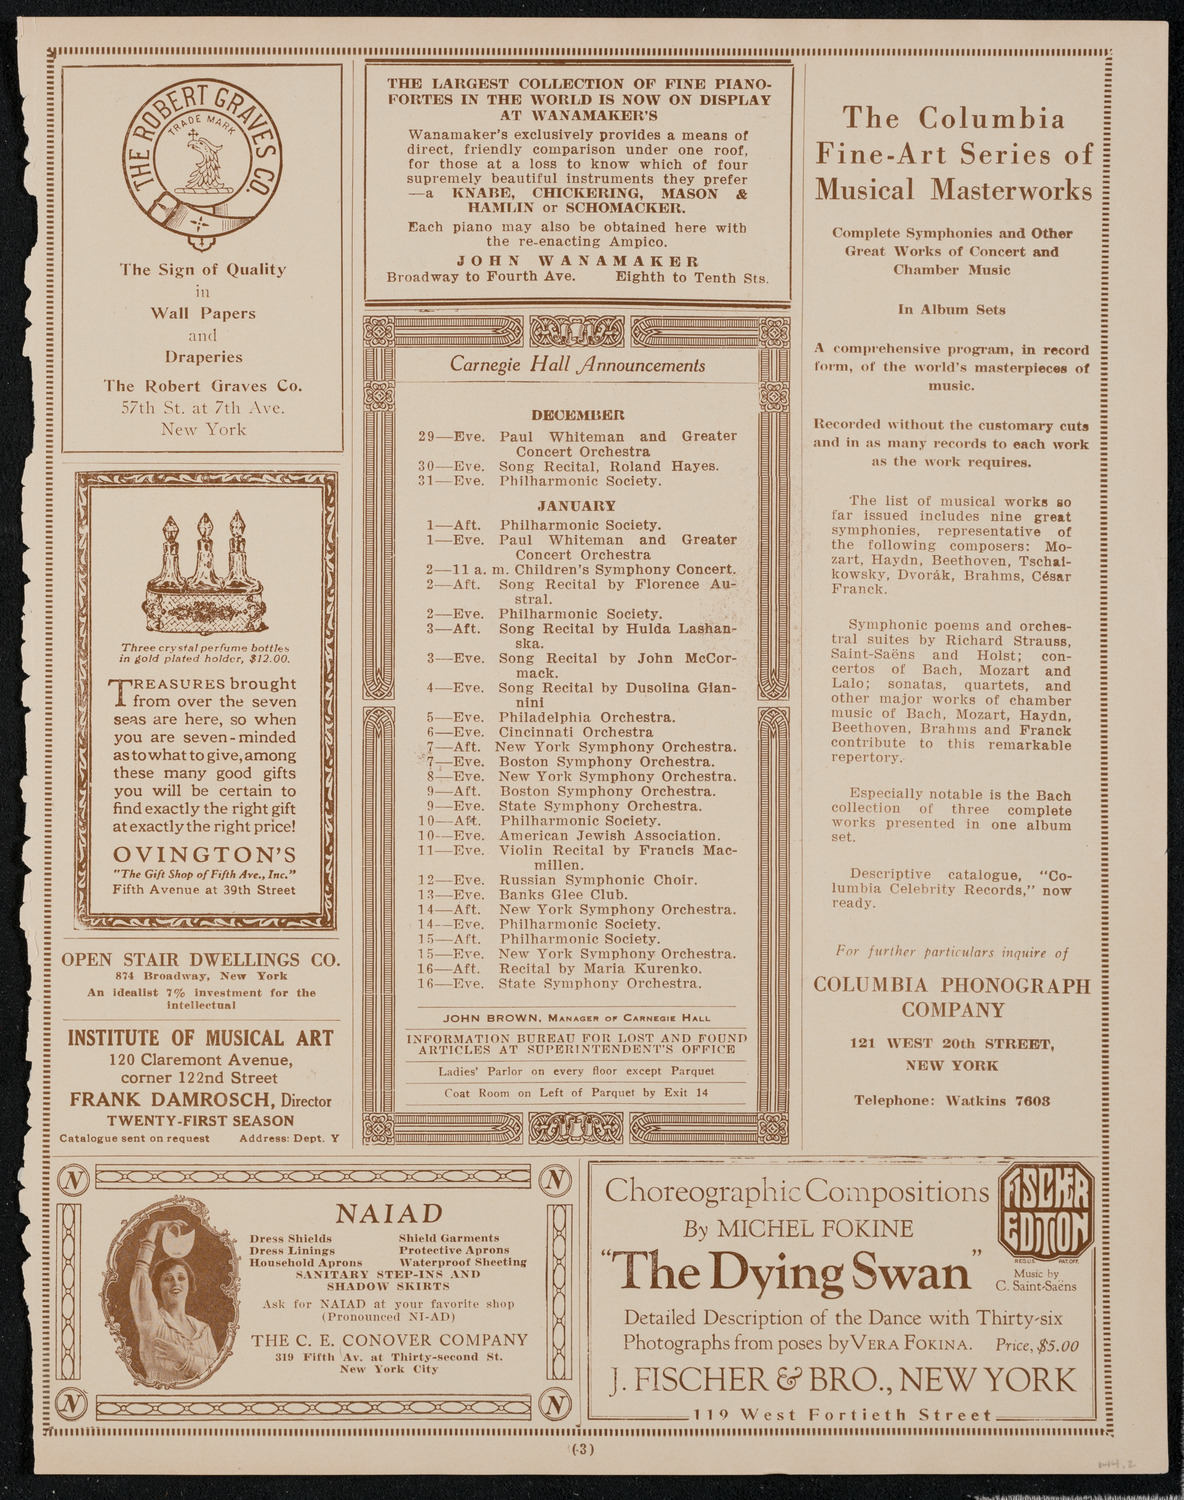 THE ROBERT GRAVES CO.
TRADE MARK
The Sign of Quality
in
Wall Papers
and
Draperies
The Robert Graves Co.
57th St. at 7th Ave.
New York
Three crystal perfume bottles
in gold plated holder, $12.00.
TREASURES brought
from over the seven
seas are here, so when
you are seven-minded
as to what to give, among
these many good gifts
you will be certain to
find exactly the right gift
at exactly the right price!
OVINGTON'S
"The Gift Shop of Fifth Ave., Inc."
Fifth Avenue at 39th Street
OPEN STAIR DWELLINGS CO.
874 Broadway, New York
An idealist 7% investment for the
intellectual
INSTITUTE OF MUSICAL ART
120 Claremont Avenue,
corner 122nd Street
FRANK DAMROSCH, Director
TWENTY-FIRST SEASON
Catalogue sent on request Address: Dept. Y
THE LARGEST COLLECTION OF FINE PIANO-
FORTES IN THE WORLD IS NOW ON DISPLAY
AT WANAMAKER'S
Wanamaker's exclusively provides a means of
direct, friendly comparison under one roof,
for those at a loss to know which of four
supremely beautiful instruments they prefer
—a KNABE, CHICKERING, MASON &
HAMLIN or SCHOMACKER.
Each piano may also be obtained here with
the re-enacting Ampico.
JOHN WANAMAKER
Broadway to Fourth Ave. Eighth to Tenth Sts.
Carnegie Hall Announcements
DECEMBER
29—Eve. Paul Whiteman and Greater
Concert Orchestra
30—Eve. Song Recital, Roland Hayes.
31—Eve. Philharmonic Society.
JANUARY
1—Aft. Philharmonic Society.
1—Eve. Paul Whiteman and Greater
Concert Orchestra
2—11 a. m. Children's Symphony Concert.
2—Aft. Song Recital by Florence Au-
stral.
2—Eve. Philharmonic Society.
3—Aft. Song Recital by Hulda Lashan-
ska.
3—Eve. Song Recital by John McCor-
mack.
4—Eve. Song Recital by Dusolina Gian-
nini
5—Eve. Philadelphia Orchestra.
6—Eve. Cincinnati Orchestra
7—Aft. New York Symphony Orchestra.
7—Eve. Boston Symphony Orchestra.
8—Eve. New York Symphony Orchestra.
9—Aft. Boston Symphony Orchestra.
9—Eve. State Symphony Orchestra.
10—Aft. Philharmonic Society.
10—Eve. American Jewish Association.
11—Eve. Violin Recital by Francis Mac-
millen.
12—Eve. Russian Symphonic Choir.
13—Eve. Banks Glee Club.
14—Aft. New York Symphony Orchestra.
14—Eve. Philharmonic Society.
15—Aft. Philharmonic Society.
15—Eve. New York Symphony Orchestra.
16—Aft. Recital by Maria Kurenko.
16—Eve. State Symphony Orchestra.
JOHN BROWN, MANAGER OF CARNEGIE HALL
INFORMATION BUREAU FOR LOST AND FOUND
ARTICLES AT SUPERINTENDENT'S OFFICE
Ladies' Parlor on every floor except Parquet
Coat Room on Left of Parquet by Exit 14
The Columbia
Fine-Art Series of
Musical Masterworks
Complete Symphonies and Other
Great Works of Concert and
Chamber Music
In Album Sets
A comprehensive program, in record
form, of the world's masterpieces of
music.
Recorded without the customary cuts
and in as many records to each work
as the work requires.
The list of musical works so
far issued includes nine great
symphonies, representative of
the following composers: Mo-
zart, Haydn, Beethoven, Tschai-
kowsky, Dvorák, Brahms, César
Franck.
Symphonic poems and orches-
tral suites by Richard Strauss,
Saint-Saëns and Holst; con-
certos of Bach, Mozart and
Lalo; sonatas, quartets, and
other major works of chamber
music of Bach, Mozart, Haydn,
Beethoven, Brahms and Franck
contribute to this remarkable
repertory.
Especially notable is the Bach
collection of three complete
works presented in one album
set.
Descriptive catalogue, "Co-
lumbia Celebrity Records," now
ready.
For further particulars inquire of
COLUMBIA PHONOGRAPH
COMPANY
121 WEST 20th STREET,
NEW YORK
Telephone: Watkins 7603
N N
NAIAD
Dress Shields Shield Garments
Dress Linings Protective Aprons
Household Aprons Waterproof Sheeting
SANITARY STEP-INS AND
SHADOW SKIRTS
Ask for NAIAD at your favorite shop
(Pronounced NI-AD)
THE C. E. CONOVER COMPANY
319 Fifth Av. at Thirty-second St.
New York City
N N
Choreographic Compositions
By MICHEL FOKINE
"The Dying Swan"
FISCHER
EDITION
REG U.S. PAT. OFF.
Music by
C. Saint-Saëns
Detailed Description of the Dance with Thirty-six
Photographs from poses by VERA FOKINA. Price, $5.00
J. FISCHER & BRO., NEW YORK
119 West Fortieth Street
(3)